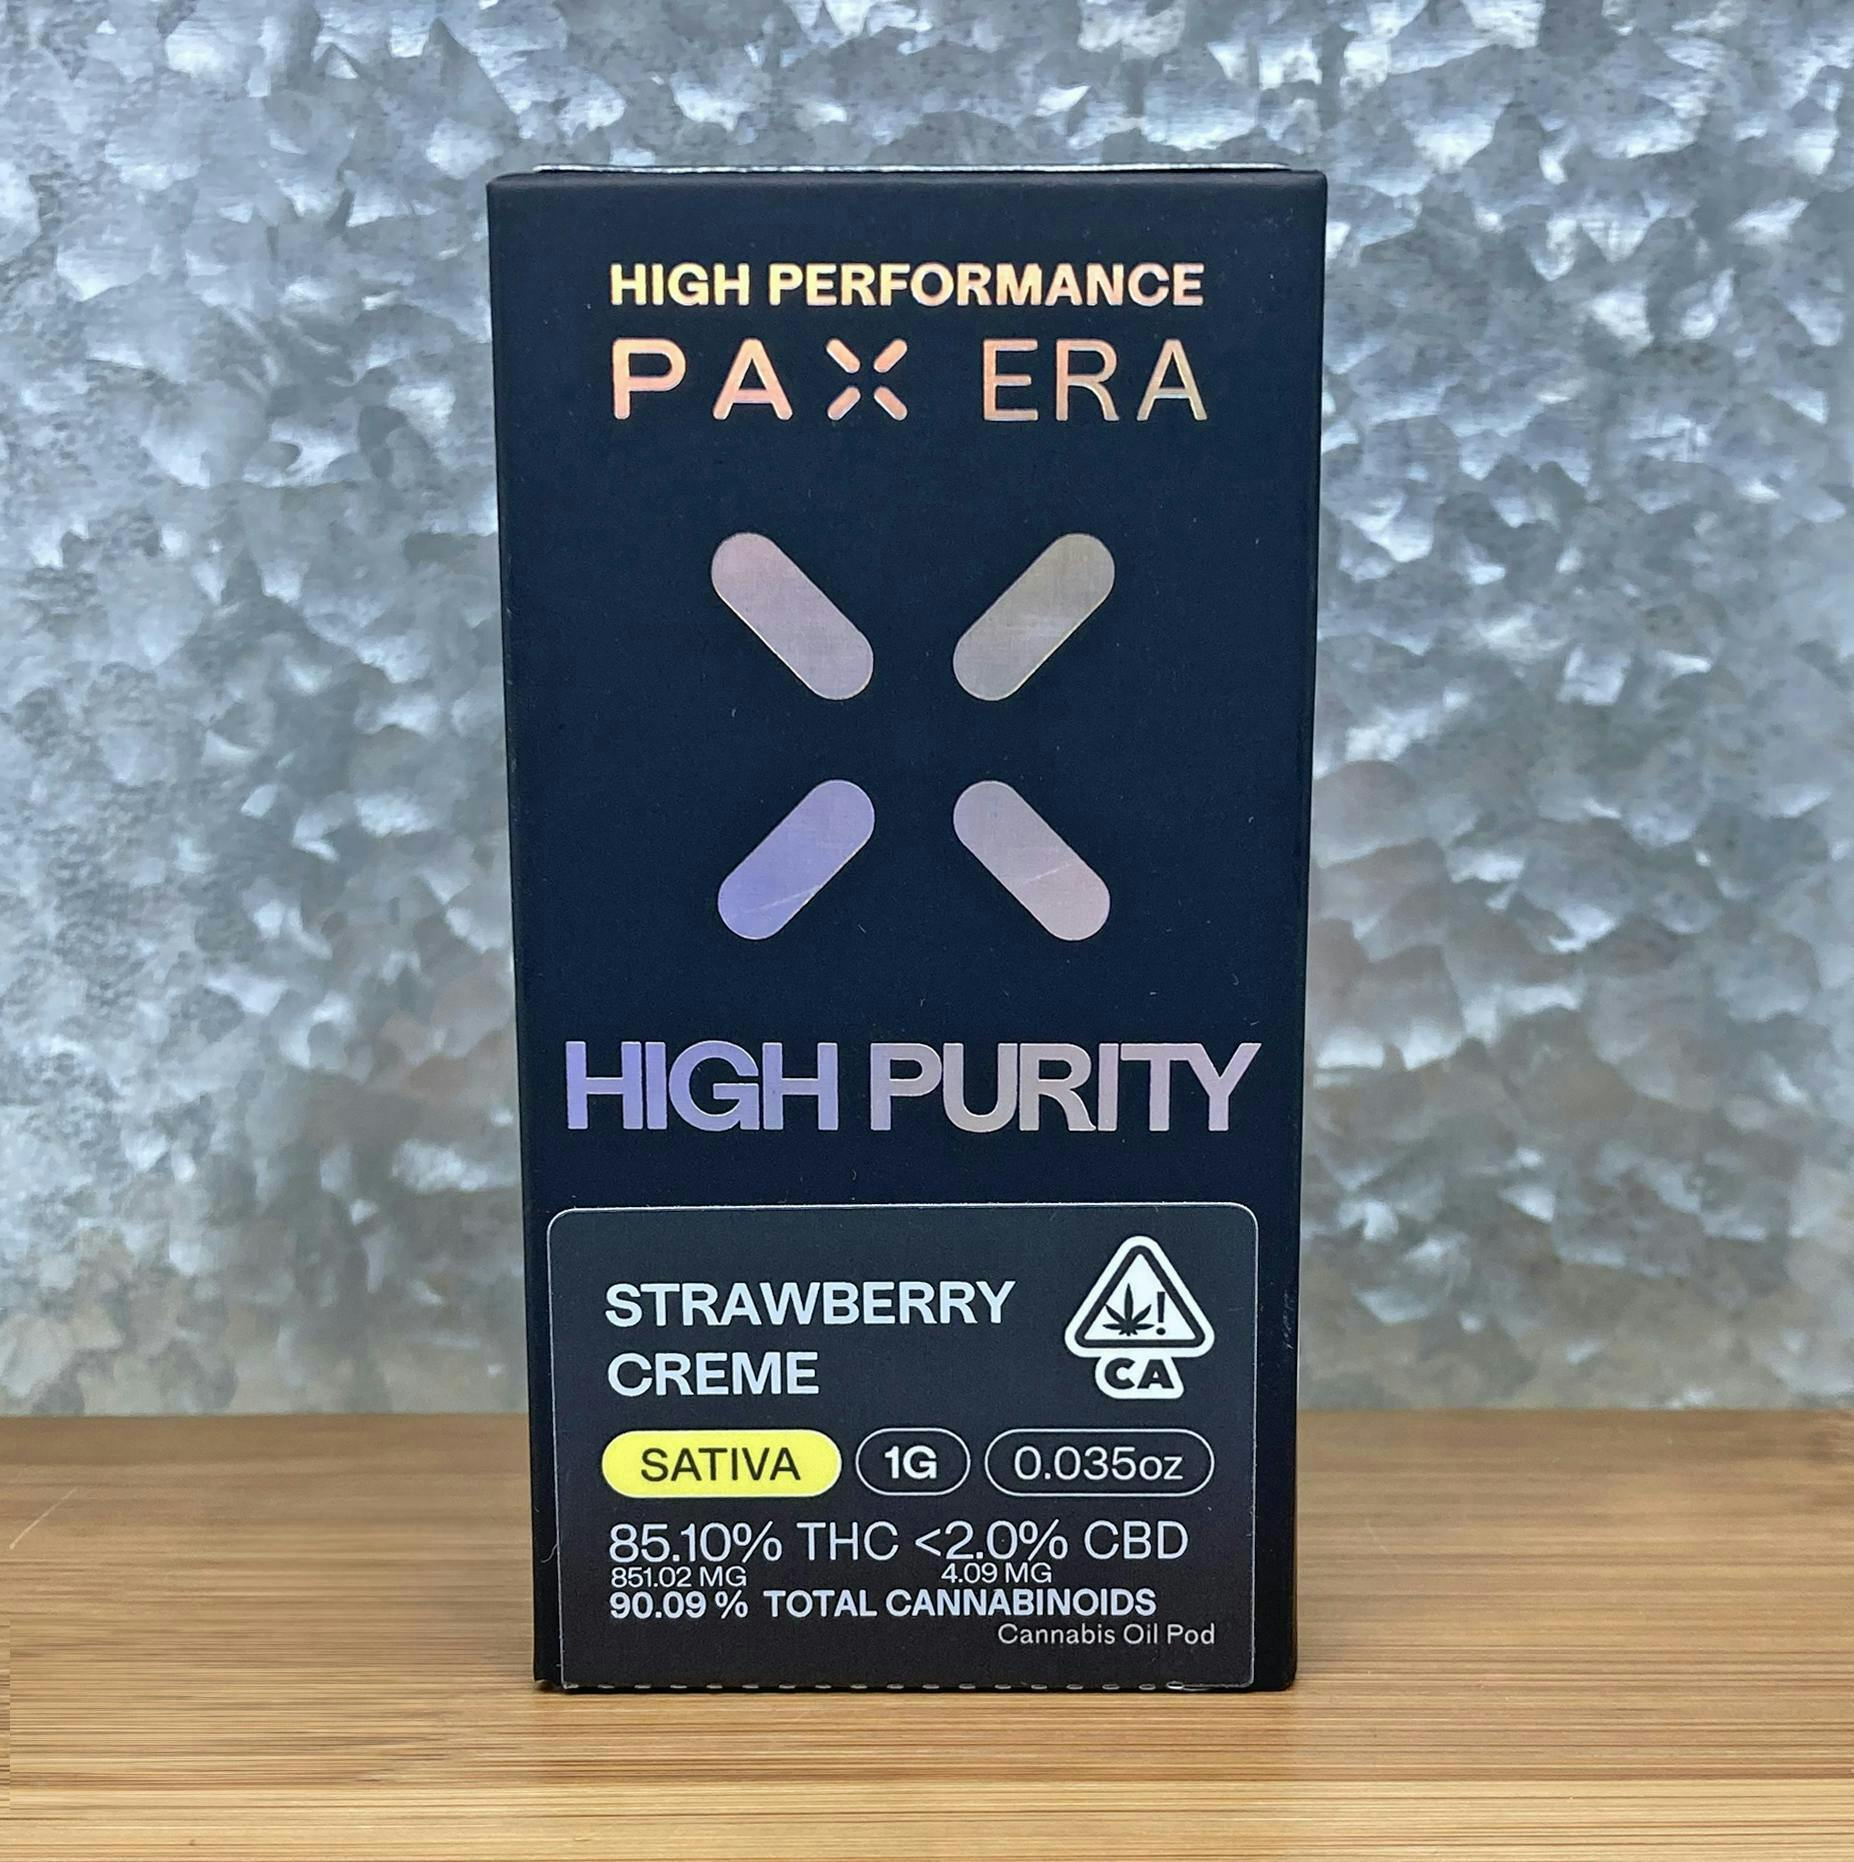 HIGH PERFORMANCE
PAX ERA
HIGH PURITY
STRAWBERRY
CREME
CA
SATIVA 1G 0.035oz
85.10% THC <2.0% CBD
851.02 MG 4.09 MG
90.09 % TOTAL CANNABINOIDS
Cannabis Oil Pod